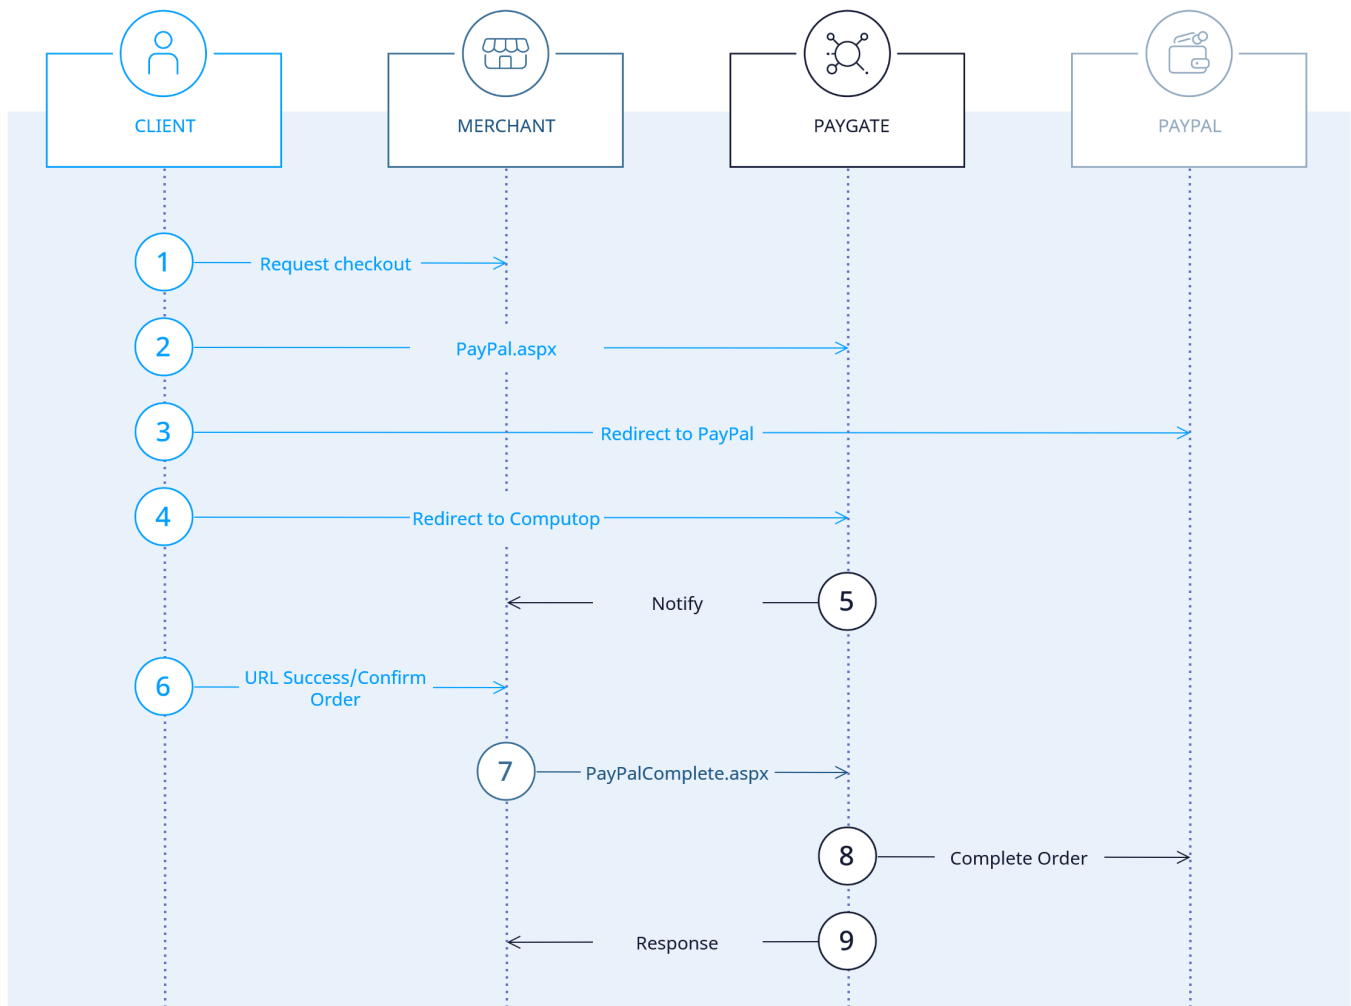 CLIENT
MERCHANT
PAYGATE
PAYPAL
1
Request checkout
2
PayPal.aspx
3
Redirect to PayPal
4
Redirect to Computop
Notify
5
6
URL Success/Confirm
Order
7
PayPalComplete.aspx
8
Complete Order
Response
9